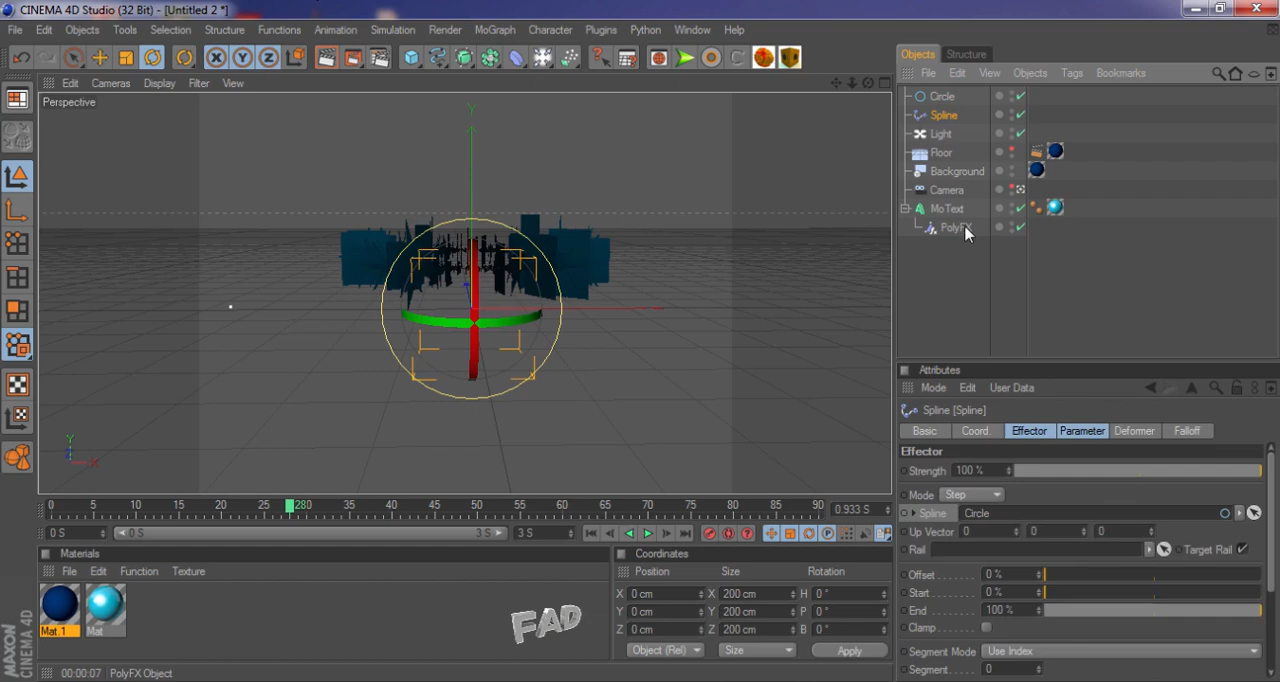 CINEMA 4D Studio (32 Bit) - [Untitled 2 *]
File Edit Objects Tools Selection Structure Functions Animation Simulation Render MoGraph Character Plugins Python Window Help
X Y Z
Objects Structure
File Edit View Objects Tags Bookmarks
Edit Cameras Display Filter View
Perspective
Y
Circle
Spline
Light
Floor
Background
Camera
MoText
PolyFX
Attributes
Mode Edit User Data
Spline [Spline]
Basic Coord. Effector Parameter Deformer Falloff
Effector
Strength 100 %
Mode Step
Spline Circle
Up Vector 0 0 0
Rail Target Rail
Offset 0 %
Start 0 %
End 100 %
Clamp
Segment Mode Use Index
Segment 0
Y
X
0 5 10 15 20 25 280 35 40 45 50 55 60 65 70 75 80 85 90 0.933 S
0 S 0 S 3 S 3 S
Materials
File Edit Function Texture
Mat.1 Mat
FAD
Coordinates
Position Size Rotation
X 0 cm X 200 cm H 0 °
Y 0 cm Y 200 cm P 0 °
Z 0 cm Z 200 cm B 0 °
Object (Rel) Size Apply
MAXON CINEMA 4D
00:00:07 PolyFX Object